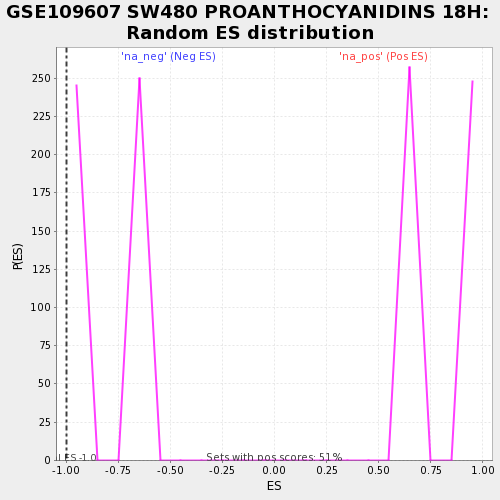 GSE109607 SW480 PROANTHOCYANIDINS 18H:
Random ES distribution
'na_neg' (Neg ES)
'na_pos' (Pos ES)
P(ES)
250
225
200
175
150
125
100
75
50
25
0
ES -1.0
Sets with pos scores: 51%
-1.00 -0.75 -0.50 -0.25 0.00 0.25 0.50 0.75 1.00
ES